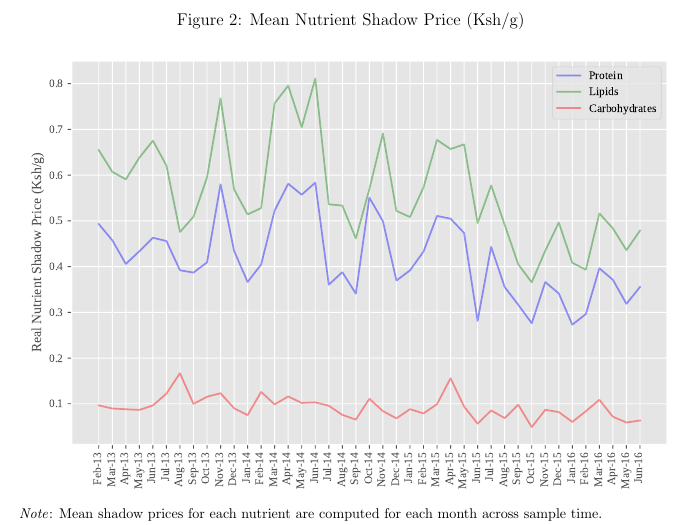 Figure 2: Mean Nutrient Shadow Price (Ksh/g)
Protein
Lipids
Carbohydrates
Real Nutrient Shadow Price (Ksh/g)
0.8
0.7
0.6
0.5
0.4
0.3
0.2
0.1
Feb-13
Mar-13
Apr-13
May-13
Jun-13
Jul-13
Aug-13
Sep-13
Oct-13
Nov-13
Dec-13
Jan-14
Feb-14
Mar-14
Apr-14
May-14
Jun-14
Jul-14
Aug-14
Sep-14
Oct-14
Nov-14
Dec-14
Jan-15
Feb-15
Mar-15
Apr-15
May-15
Jun-15
Jul-15
Aug-15
Sep-15
Oct-15
Nov-15
Dec-15
Jan-16
Feb-16
Mar-16
Apr-16
May-16
Jun-16
Note: Mean shadow prices for each nutrient are computed for each month across sample time.